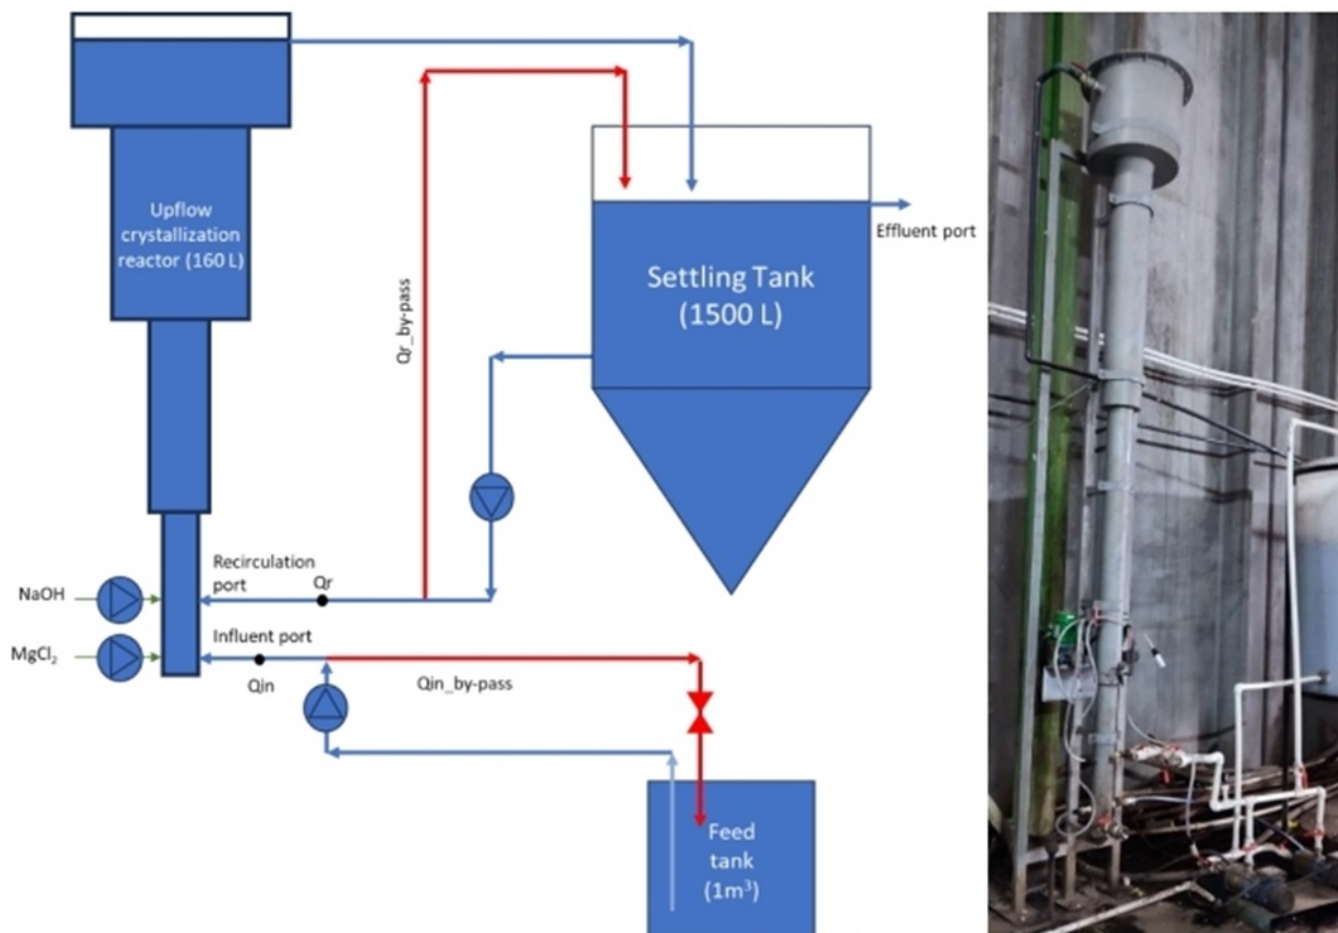 Upflow
crystallization
reactor (160 L)
Qr_by-pass
Settling Tank
(1500 L)
Effluent port
Recirculation
port
Qr
NaOH
Influent port
MgCl₂
Qin
Qin_by-pass
Feed
tank
(1m³)